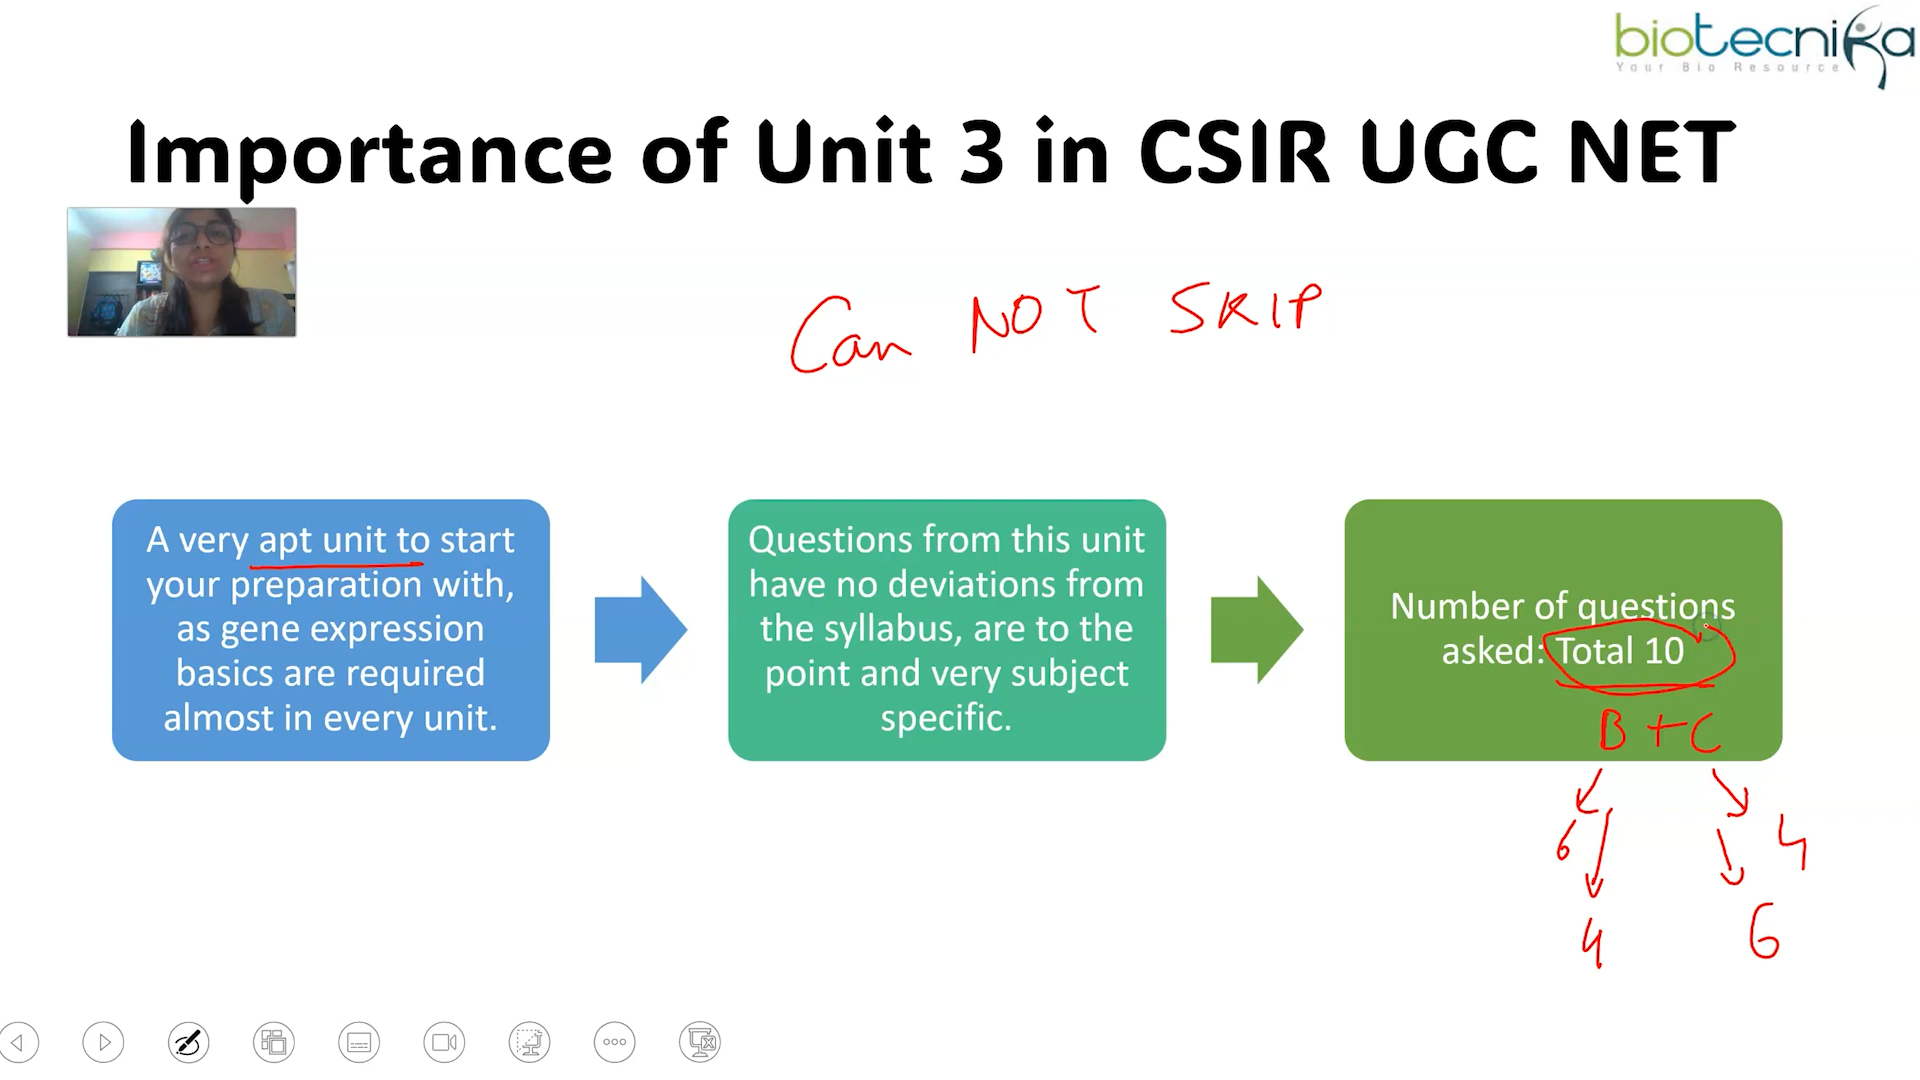 biotecnika
Your Bio Resource
Importance of Unit 3 in CSIR UGC NET
Can NOT SKIP
A very apt unit to start
your preparation with,
as gene expression
basics are required
almost in every unit.
Questions from this unit
have no deviations from
the syllabus, are to the
point and very subject
specific.
Number of questions
asked: Total 10
B + C
6
4
4
6